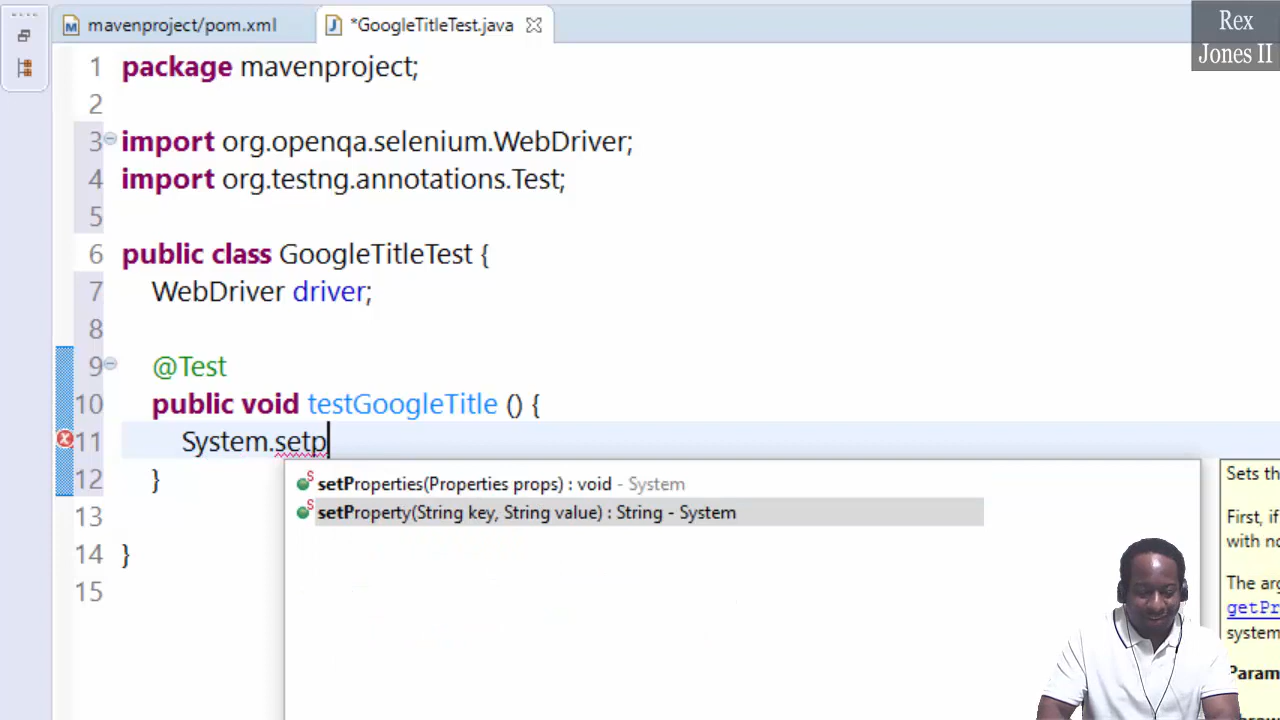 mavenproject/pom.xml
*GoogleTitleTest.java
Rex
Jones II
1 package mavenproject;
2
3 import org.openqa.selenium.WebDriver;
4 import org.testng.annotations.Test;
5
6 public class GoogleTitleTest {
7 WebDriver driver;
8
9 @Test
10 public void testGoogleTitle () {
11 System.setp
12 }
13
14 }
15
setProperties(Properties props) : void - System
setProperty(String key, String value) : String - System
Sets th
First, if
with no
The arg
getPr
system
Param